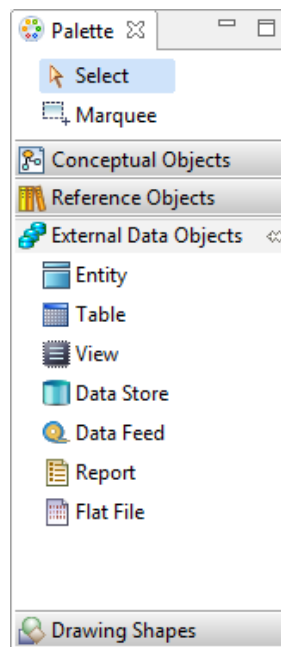 Palette
Select
Marquee
Conceptual Objects
Reference Objects
External Data Objects
Entity
Table
View
Data Store
Data Feed
Report
Flat File
Drawing Shapes